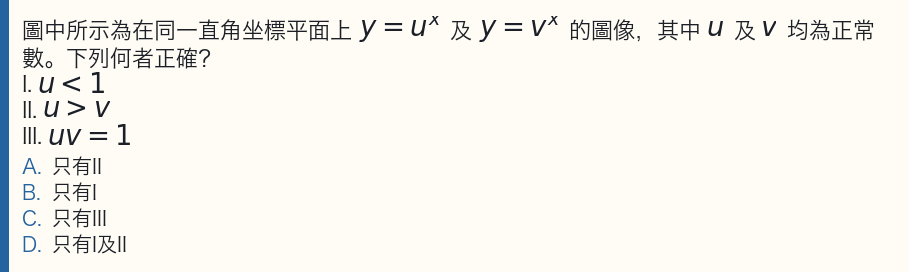 圖中所示為在同一直角坐標平面上 y = u^x 及 y = v^x 的圖像，其中 u 及 v 均為正常
數。下列何者正確?
I. u < 1
II. u > v
III. uv = 1
A. 只有II
B. 只有I
C. 只有III
D. 只有I及II